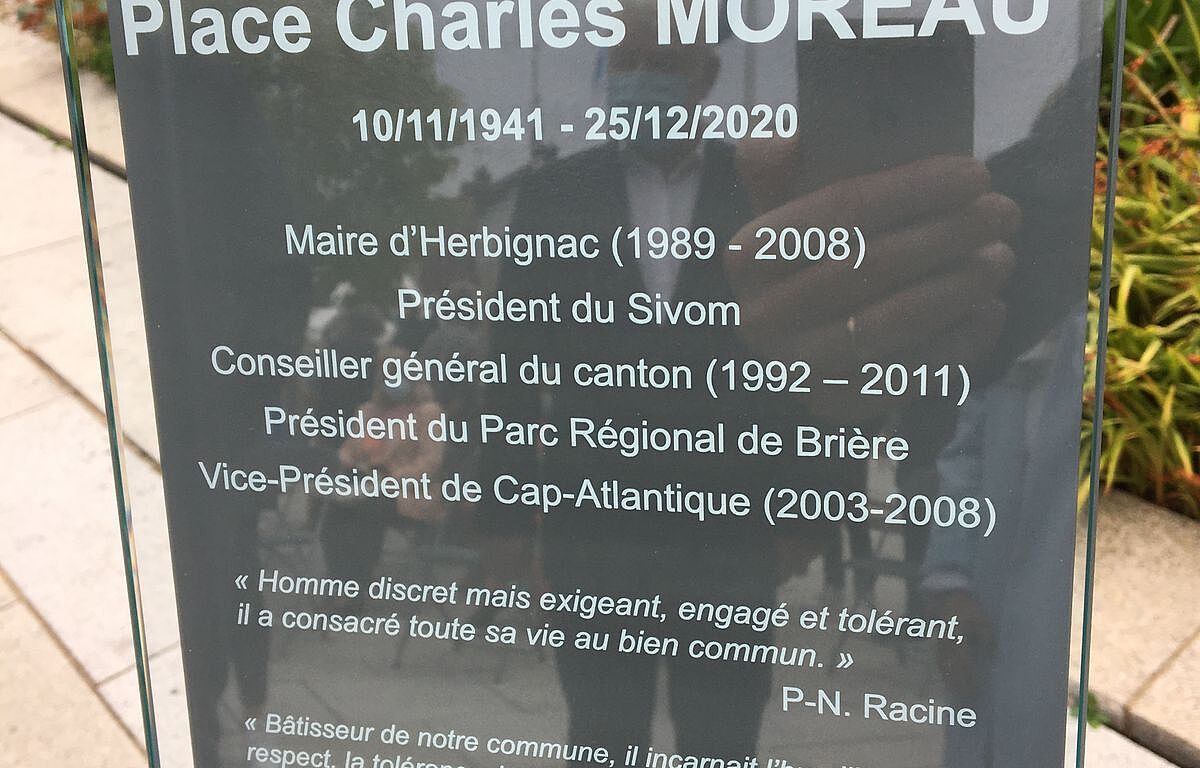 Place Charles MOREAU
10/11/1941 - 25/12/2020
Maire d'Herbignac (1989 - 2008)
Président du Sivom
Conseiller général du canton (1992 – 2011)
Président du Parc Régional de Brière
Vice-Président de Cap-Atlantique (2003-2008)
« Homme discret mais exigeant, engagé et tolérant,
il a consacré toute sa vie au bien commun. »
P-N. Racine
« Bâtisseur de notre commune, il incarnait
respect, la